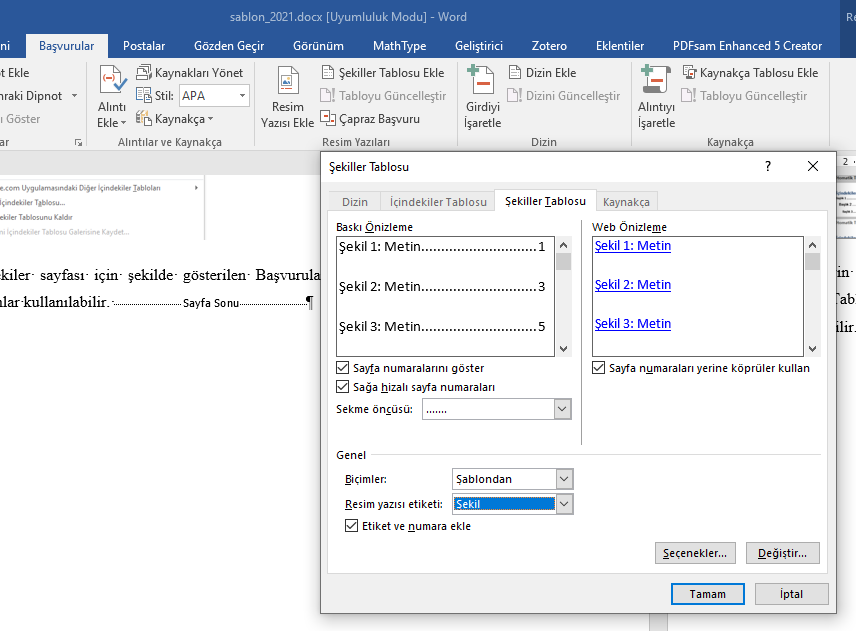 sablon_2021.docx [Uyumluluk Modu] - Word
Başvurular Postalar Gözden Geçir Görünüm MathType Geliştirici Zotero Eklentiler PDFsam Enhanced 5 Creator
Ekle
Dipnot
Göster
Alıntı
Ekle
Kaynakları Yönet
Stil: APA
Kaynakça
Alıntılar ve Kaynakça
Resim
Yazısı Ekle
Şekiller Tablosu Ekle
Tabloyu Güncelleştir
Çapraz Başvuru
Resim Yazıları
Girdiyi
İşaretle
Dizin Ekle
Dizini Güncelleştir
Dizin
Alıntıyı
İşaretle
Kaynakça Tablosu Ekle
Tabloyu Güncelleştir
Kaynakça
2
e.com Uygulamasındaki Diğer İçindekiler Tabloları
İçindekiler Tablosu...
Tablosunu Kaldır
İçindekiler Tablosu Galerisine Kaydet...
sayfası için şekilde gösterilen Başvurula
kullanılabilir. Sayfa Sonu ¶
Şekiller Tablosu
? 
Dizin İçindekiler Tablosu Şekiller Tablosu Kaynakça
Baskı Önizleme
Şekil 1: Metin.............................1
Şekil 2: Metin.............................3
Şekil 3: Metin.............................5
Sayfa numaralarını göster
Sağa hizalı sayfa numaraları
Sekme öncüsü: .......
Web Önizleme
Şekil 1: Metin
Şekil 2: Metin
Şekil 3: Metin
Sayfa numaraları yerine köprüler kullan
Genel
Biçimler: Şablondan
Resim yazısı etiketi: Şekil
Etiket ve numara ekle
Seçenekler... Değiştir...
Tamam İptal